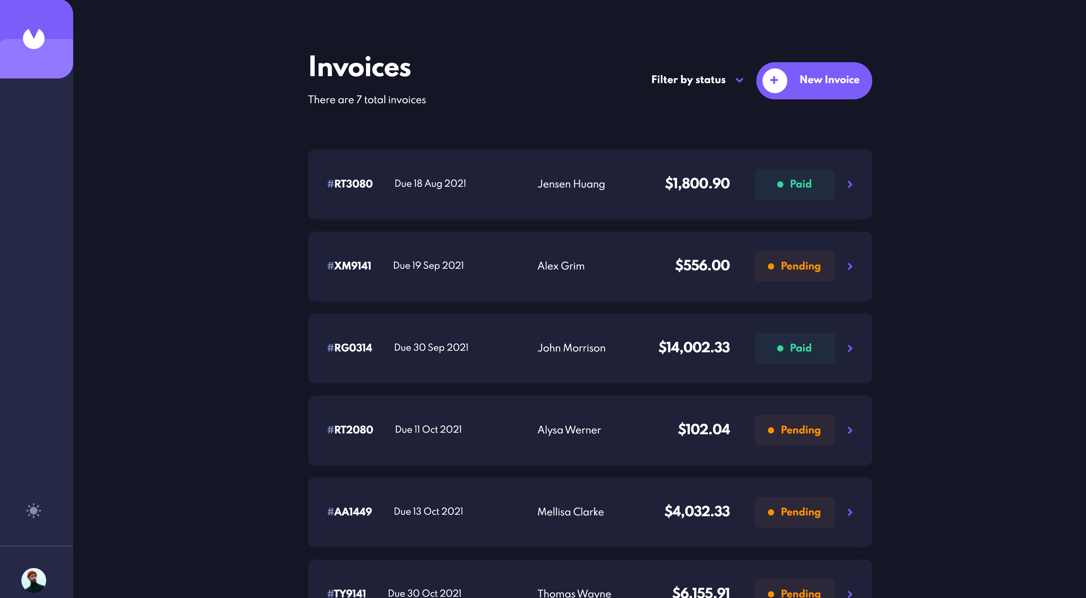 Invoices
There are 7 total invoices
Filter by status
+ New Invoice
#RT3080 Due 18 Aug 2021 Jensen Huang $1,800.90 Paid
#XM9141 Due 19 Sep 2021 Alex Grim $556.00 Pending
#RG0314 Due 30 Sep 2021 John Morrison $14,002.33 Paid
#RT2080 Due 11 Oct 2021 Alysa Werner $102.04 Pending
#AA1449 Due 13 Oct 2021 Mellisa Clarke $4,032.33 Pending
#TY9141 Due 30 Oct 2021 Thomas Wayne $6,155.91 Pending